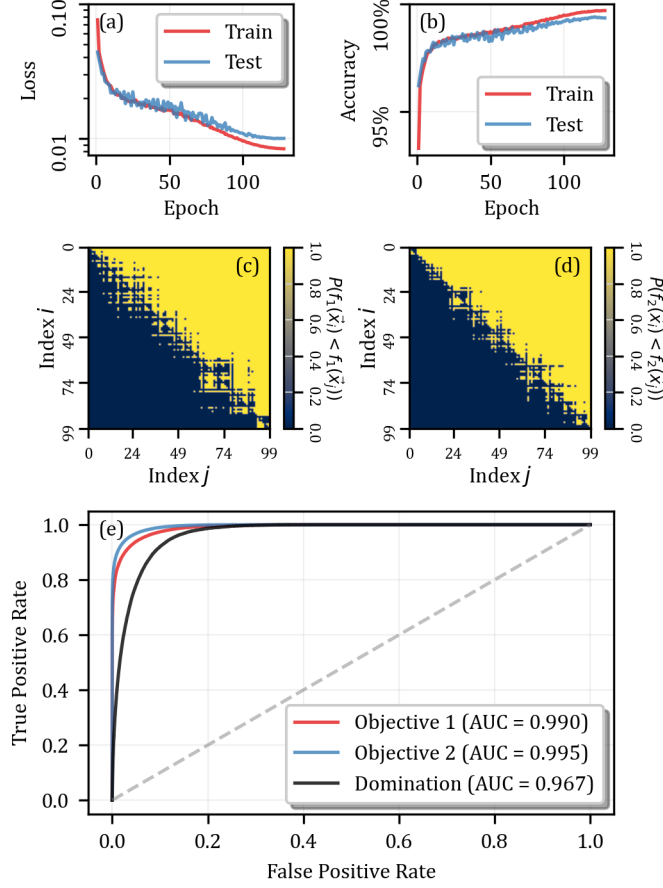 (a)
Train
Test
Loss
0.10
0.01
0
50
100
Epoch
(b)
Train
Test
Accuracy
100%
95%
0
50
100
Epoch
(c)
Index i
0
24
49
74
99
0
24
49
74
99
Index j
1.0
0.8
0.6
0.4
0.2
0.0
P(f₁(x⃗ᵢ) < f₁(x⃗ⱼ))
(d)
Index i
0
24
49
74
99
0
24
49
74
99
Index j
1.0
0.8
0.6
0.4
0.2
0.0
P(f₁(x⃗ᵢ) < f₂(x⃗ⱼ))
(e)
True Positive Rate
1.0
0.8
0.6
0.4
0.2
0.0
Objective 1 (AUC = 0.990)
Objective 2 (AUC = 0.995)
Domination (AUC = 0.967)
0.0
0.2
0.4
0.6
0.8
1.0
False Positive Rate